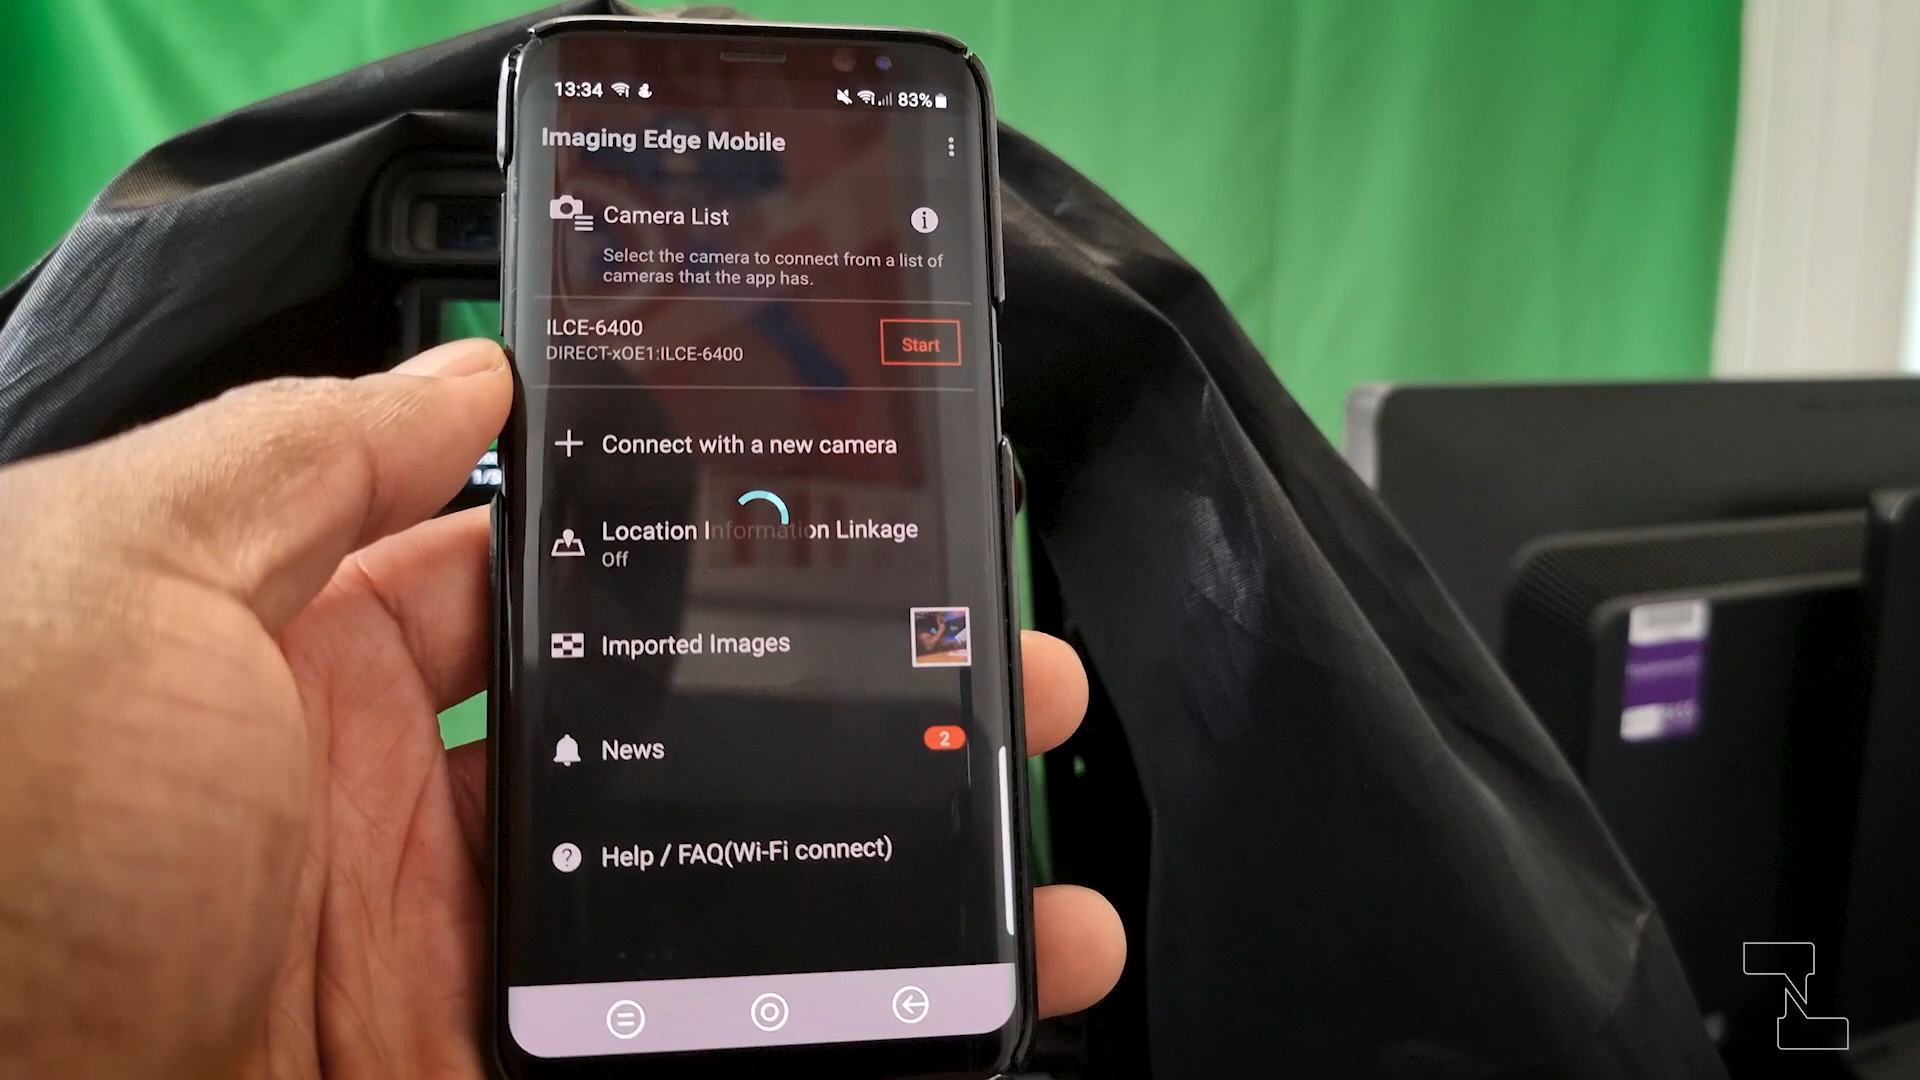 13:34
83%
Imaging Edge Mobile
Camera List
Select the camera to connect from a list of
cameras that the app has.
ILCE-6400
DIRECT-xOE1:ILCE-6400
Start
Connect with a new camera
Location Information Linkage
Off
Imported Images
News
2
Help / FAQ(Wi-Fi connect)